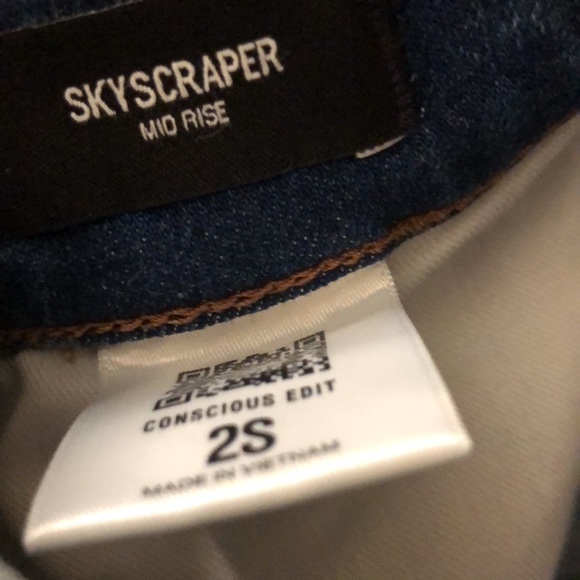 SKYSCRAPER
MID RISE
CONSCIOUS EDIT
2S
MADE IN VIETNAM